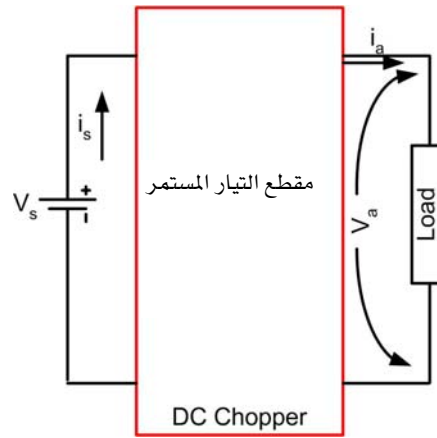 i_a
i_s
مقطع التيار المستمر
V_s
+
i
V_a
Load
DC Chopper